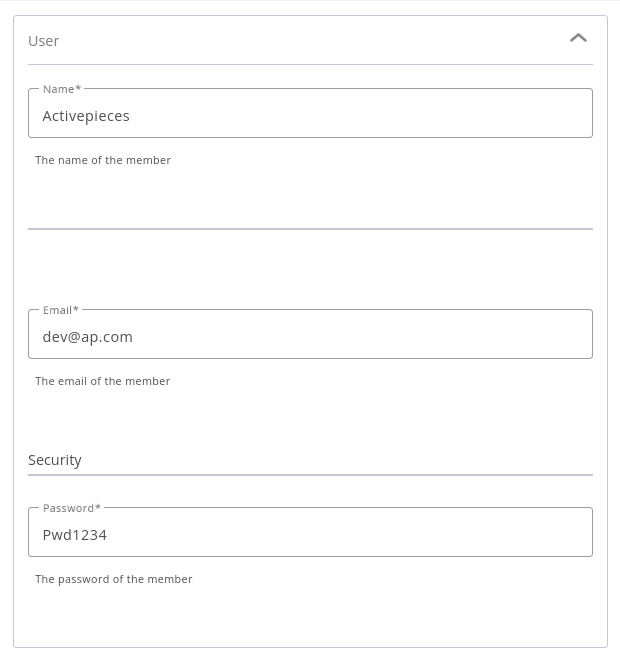 User
Name*
Activepieces
The name of the member
Email*
dev@ap.com
The email of the member
Security
Password*
Pwd1234
The password of the member